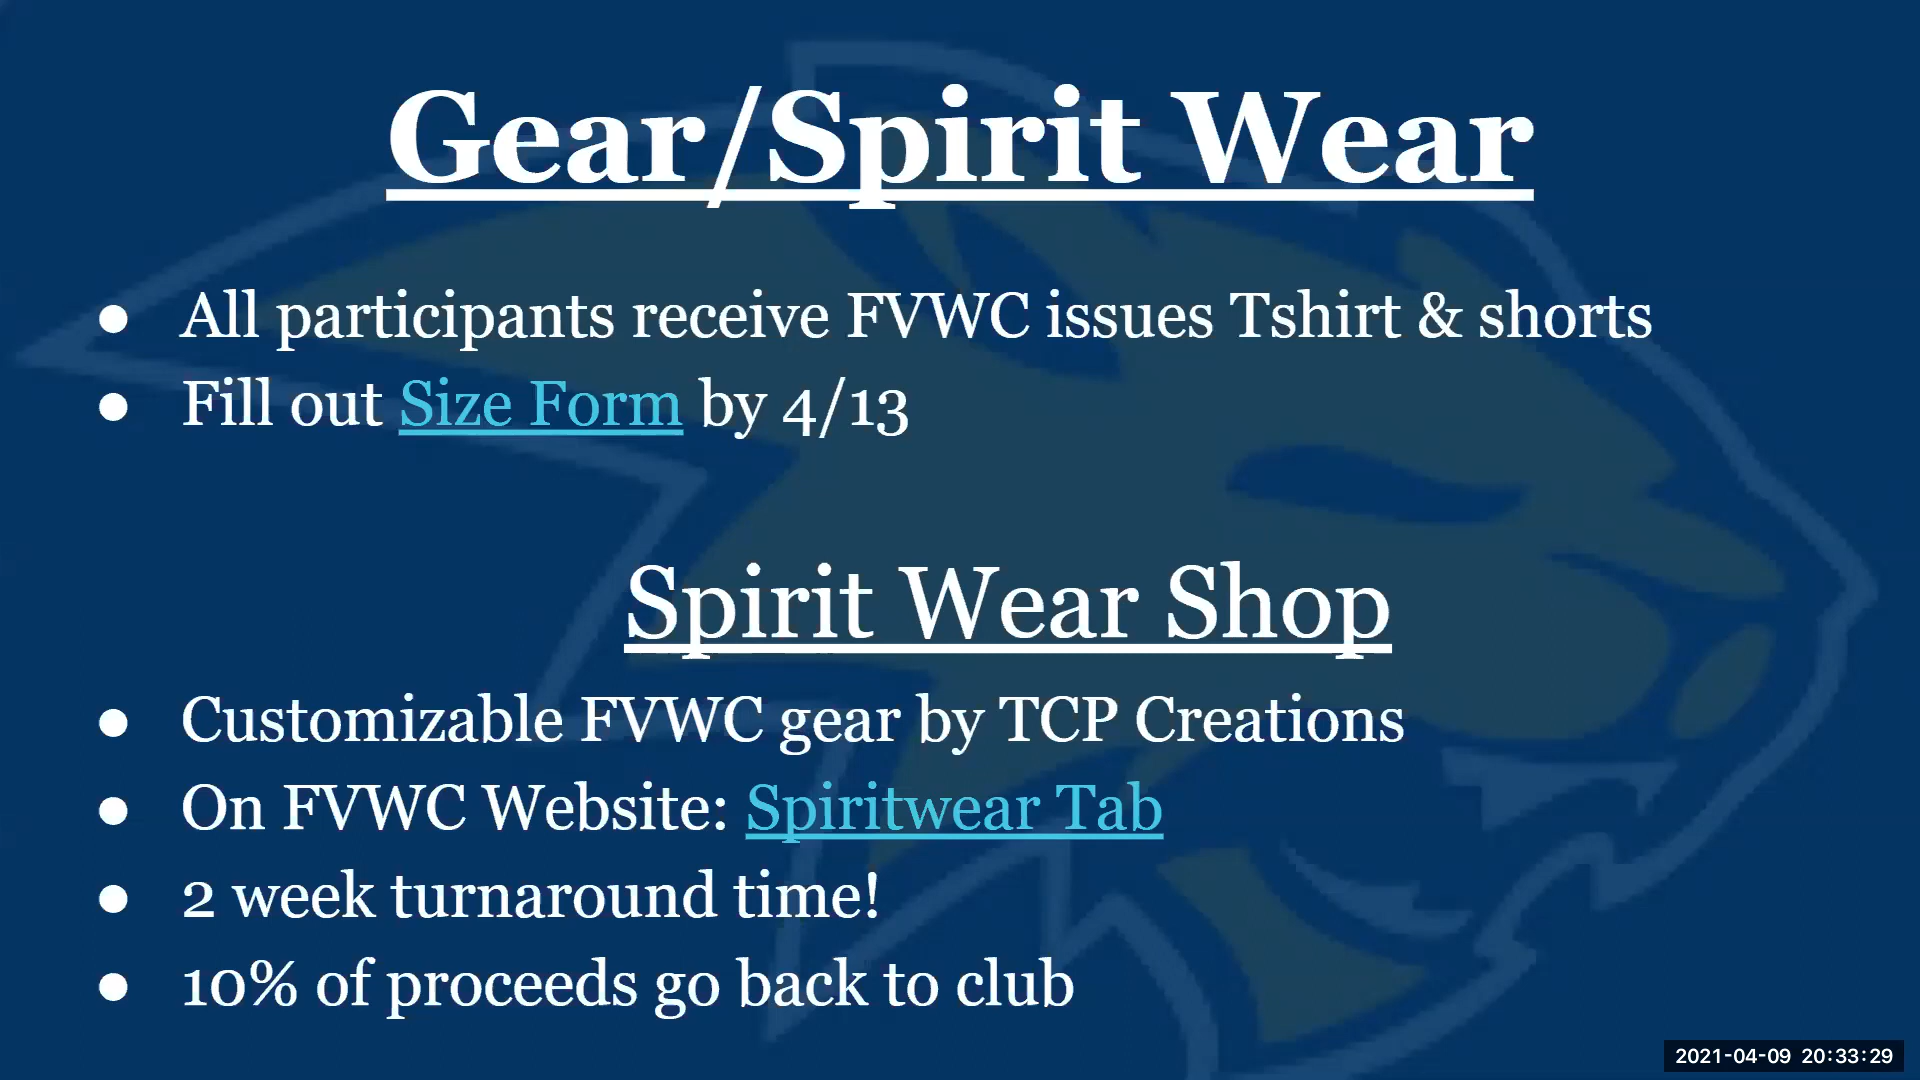 Gear/Spirit Wear
● All participants receive FVWC issues Tshirt & shorts
● Fill out Size Form by 4/13
Spirit Wear Shop
● Customizable FVWC gear by TCP Creations
● On FVWC Website: Spiritwear Tab
● 2 week turnaround time!
● 10% of proceeds go back to club
2021-04-09 20:33:29